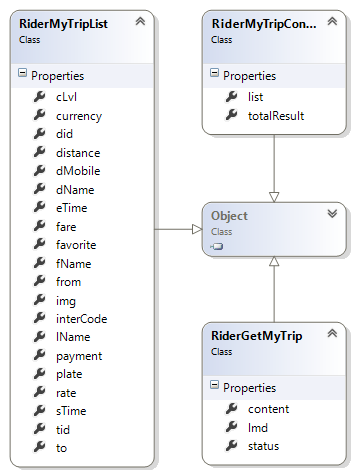 RiderMyTripList
Class
Properties
cLvl
currency
did
distance
dMobile
dName
eTime
fare
favorite
fName
from
img
interCode
lName
payment
plate
rate
sTime
tid
to
RiderMyTripCon...
Class
Properties
list
totalResult
Object
Class
RiderGetMyTrip
Class
Properties
content
lmd
status